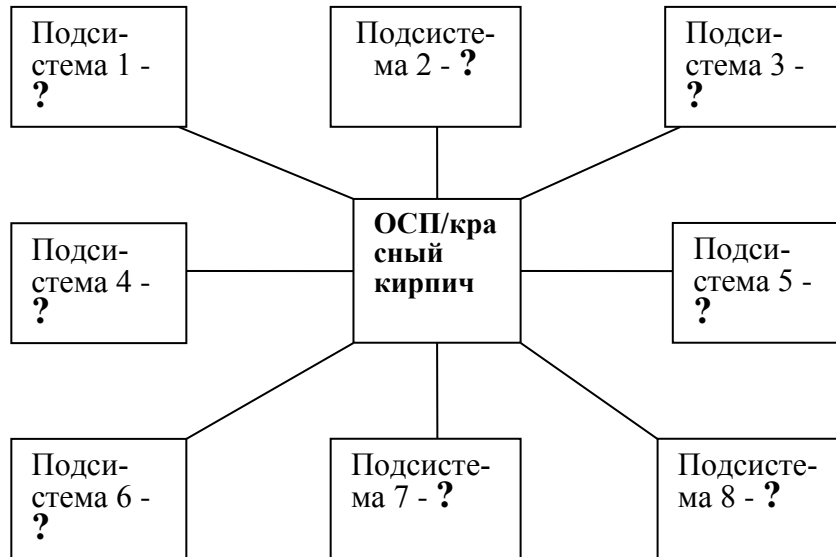 Подси-
стема 1 -
?
Подсисте-
ма 2 - ?
Подси-
стема 3 -
?
ОСП/кра
сный
кирпич
Подси-
стема 4 -
?
Подси-
стема 5 -
?
Подси-
стема 6 -
?
Подсисте-
ма 7 - ?
Подсисте-
ма 8 - ?